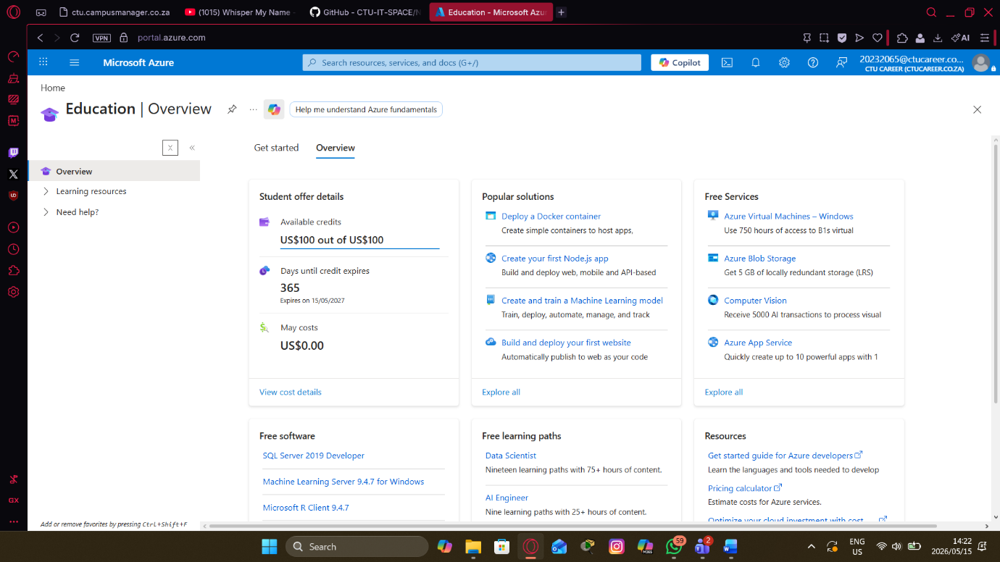 ctu.campusmanager.co.za
(1015) Whisper My Name -
GitHub - CTU-IT-SPACE/N
Education - Microsoft Azu
VPN
portal.azure.com
AI
Microsoft Azure
Search resources, services, and docs (G+/)
Copilot
20232065@ctucareer.co...
CTU CAREER (CTUCAREER.CO.ZA)
Home
Education | Overview
...
Help me understand Azure fundamentals
Get started
Overview
Overview
Learning resources
Need help?
Student offer details
Available credits
US$100 out of US$100
Days until credit expires
365
Expires on 15/05/2027
May costs
US$0.00
View cost details
Popular solutions
Deploy a Docker container
Create simple containers to host apps,
Create your first Node.js app
Build and deploy web, mobile and API-based
Create and train a Machine Learning model
Train, deploy, automate, manage, and track
Build and deploy your first website
Automatically publish to web as your code
Explore all
Free Services
Azure Virtual Machines – Windows
Use 750 hours of access to B1s virtual
Azure Blob Storage
Get 5 GB of locally redundant storage (LRS)
Computer Vision
Receive 5000 AI transactions to process visual
Azure App Service
Quickly create up to 10 powerful apps with 1
Explore all
Free software
SQL Server 2019 Developer
Machine Learning Server 9.4.7 for Windows
Microsoft R Client 9.4.7
Free learning paths
Data Scientist
Nineteen learning paths with 75+ hours of content.
AI Engineer
Nine learning paths with 25+ hours of content.
Resources
Get started guide for Azure developers
Learn the languages and tools needed to develop
Pricing calculator
Estimate costs for Azure services.
Optimize your cloud investment with cost
GX
Add or remove favorites by pressing Ctrl+Shift+F
Search
M365
59
2
ENG
US
14:22
2026/05/15